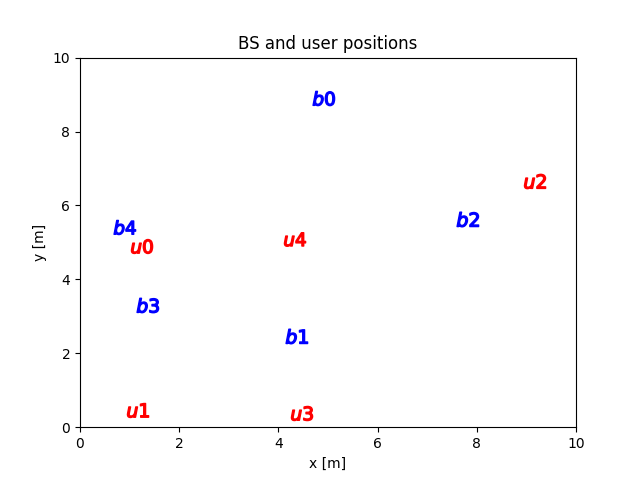 BS and user positions
10
b0
8
u2
6
b4
b2
u0
u4
y [m]
4
b3
b1
2
u1
u3
0
0 2 4 6 8 10
x [m]